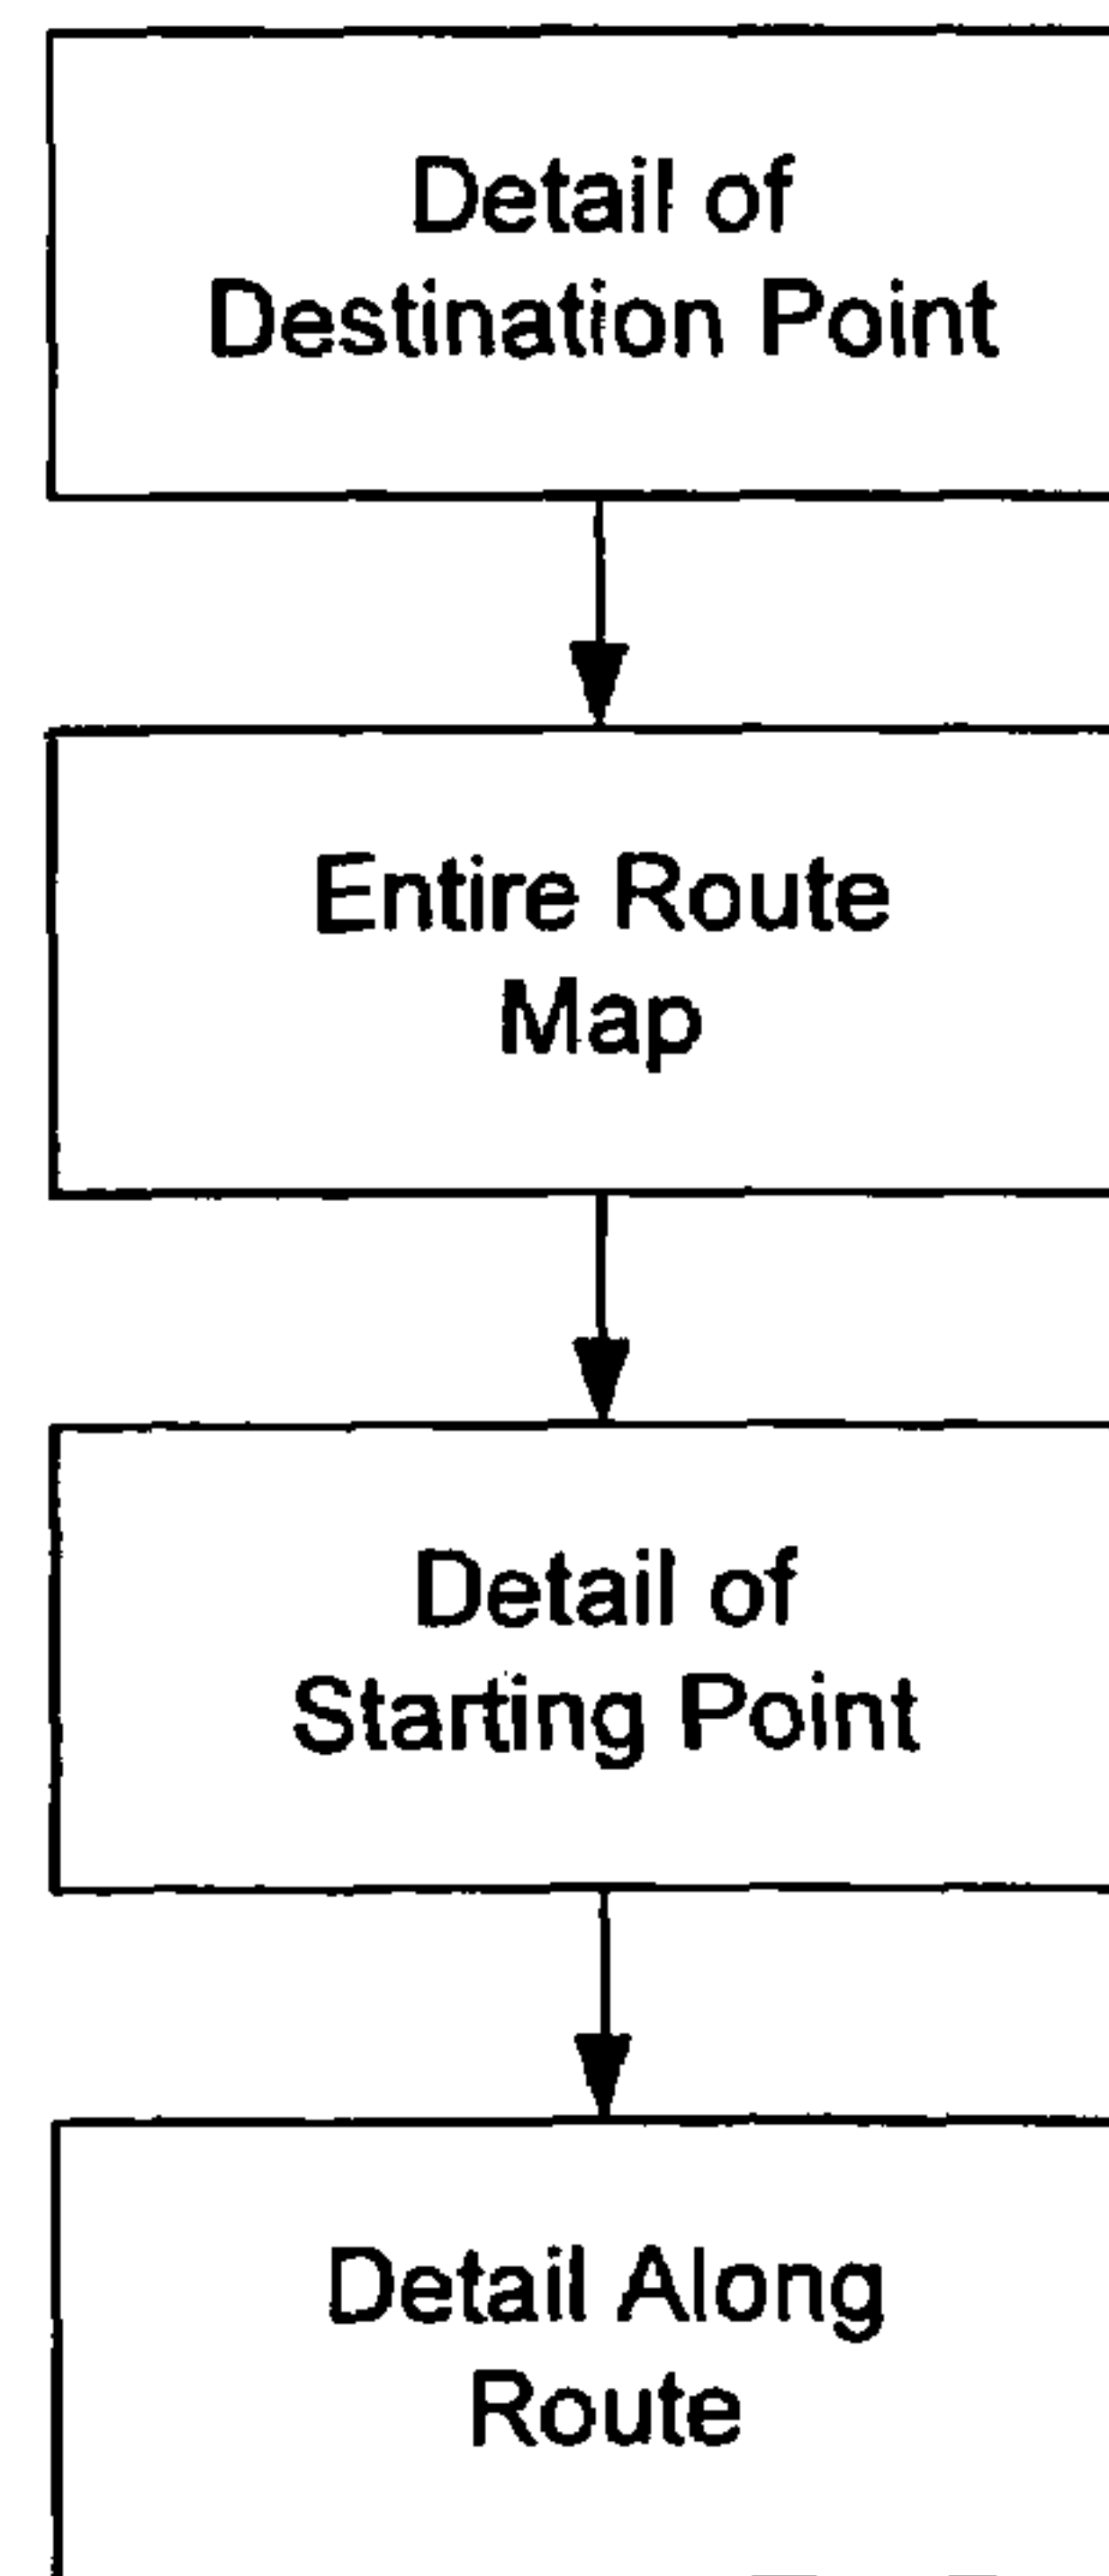 Detail of
Destination Point
Entire Route
Map
Detail of
Starting Point
Detail Along
Route